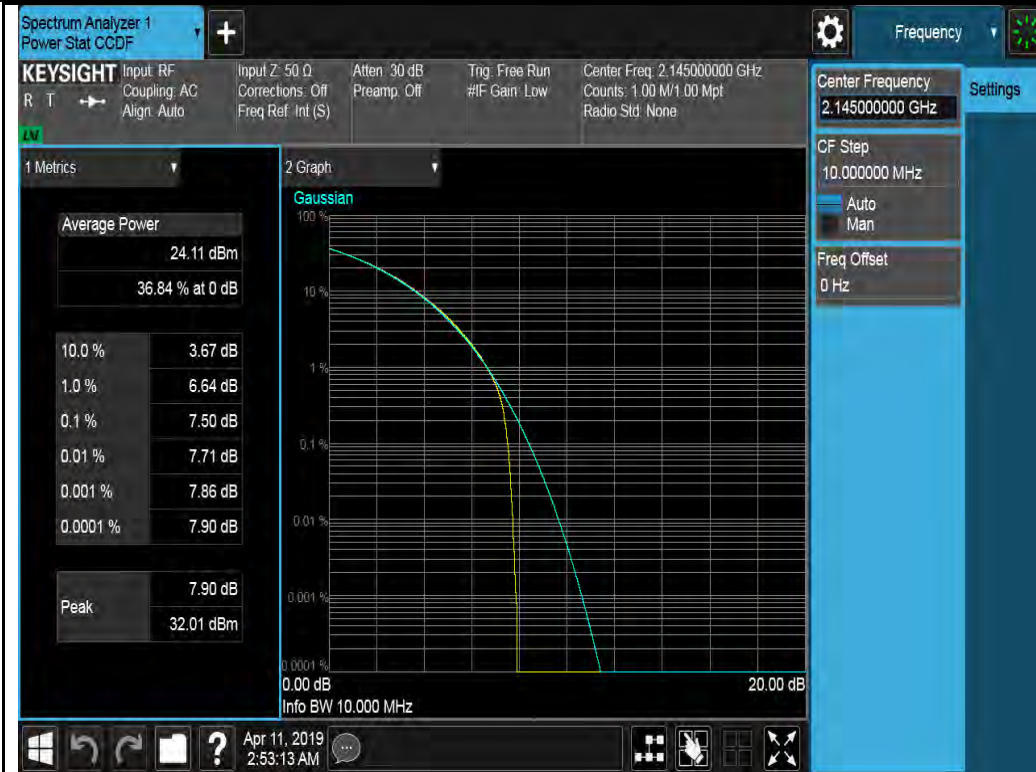 Spectrum Analyzer 1
Power Stat CCDF
+
Frequency
KEYSIGHT
R T
LNI
Input: RF
Coupling: AC
Align: Auto
Input Z: 50 Ω
Corrections: Off
Freq Ref: Int (S)
Atten: 30 dB
Preamp: Off
Trig: Free Run
#IF Gain: Low
Center Freq: 2.145000000 GHz
Counts: 1.00 M/1.00 Mpt
Radio Std: None
Center Frequency
2.145000000 GHz
Settings
CF Step
10.000000 MHz
Auto
Man
Freq Offset
0 Hz
1 Metrics
Average Power
24.11 dBm
36.84 % at 0 dB
10.0 % 3.67 dB
1.0 % 6.64 dB
0.1 % 7.50 dB
0.01 % 7.71 dB
0.001 % 7.86 dB
0.0001 % 7.90 dB
Peak
7.90 dB
32.01 dBm
2 Graph
Gaussian
100 %
10 %
1 %
0.1 %
0.01 %
0.001 %
0.0001 %
0.00 dB
20.00 dB
Info BW 10.000 MHz
?
Apr 11, 2019
2:53:13 AM